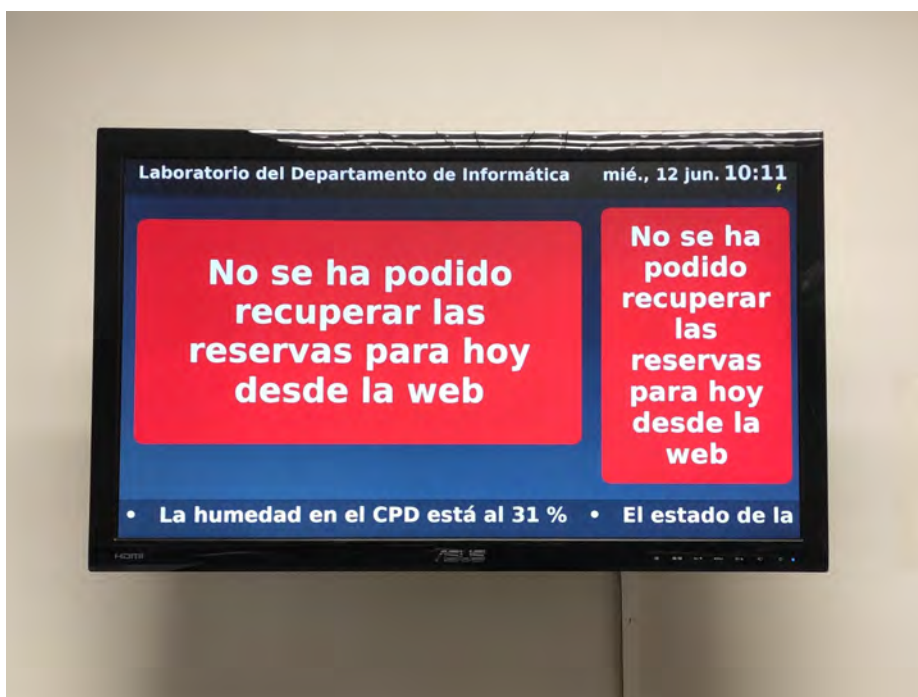 Laboratorio del Departamento de Informática mié., 12 jun. 10:11
No se ha podido
recuperar las
reservas para hoy
desde la web
No se ha
podido
recuperar
las
reservas
para hoy
desde la
web
• La humedad en el CPD está al 31 % • El estado de la
HDMI
ASUS